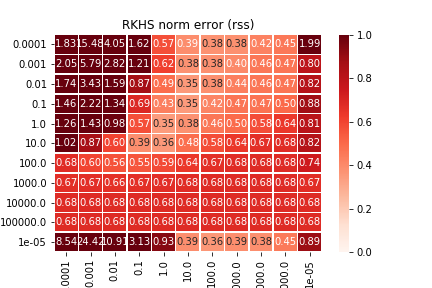 RKHS norm error (rss)
0.0001 1.83 15.48 4.05 1.62 0.57 0.39 0.38 0.38 0.42 0.45 1.99
0.001 2.05 5.79 2.82 1.21 0.62 0.38 0.38 0.40 0.46 0.47 0.80
0.01 1.74 3.43 1.59 0.87 0.49 0.35 0.38 0.44 0.46 0.47 0.82
0.1 1.46 2.22 1.34 0.69 0.43 0.35 0.42 0.47 0.47 0.50 0.88
1.0 1.26 1.43 0.98 0.57 0.35 0.38 0.46 0.50 0.58 0.64 0.81
10.0 1.02 0.87 0.60 0.39 0.36 0.48 0.58 0.64 0.67 0.68 0.82
100.0 0.68 0.60 0.56 0.55 0.59 0.64 0.67 0.68 0.68 0.68 0.74
1000.0 0.67 0.67 0.66 0.67 0.67 0.68 0.68 0.68 0.68 0.68 0.67
10000.0 0.68 0.68 0.68 0.68 0.68 0.68 0.68 0.68 0.68 0.68 0.68
100000.0 0.68 0.68 0.68 0.68 0.68 0.68 0.68 0.68 0.68 0.68 0.68
1e-05 8.54 24.42 10.91 3.13 0.93 0.39 0.36 0.39 0.38 0.45 0.89
.0001 0.001 0.01 0.1 1.0 10.0 100.0 000.0 000.0 000.0 1e-05
1.0
0.8
0.6
0.4
0.2
0.0